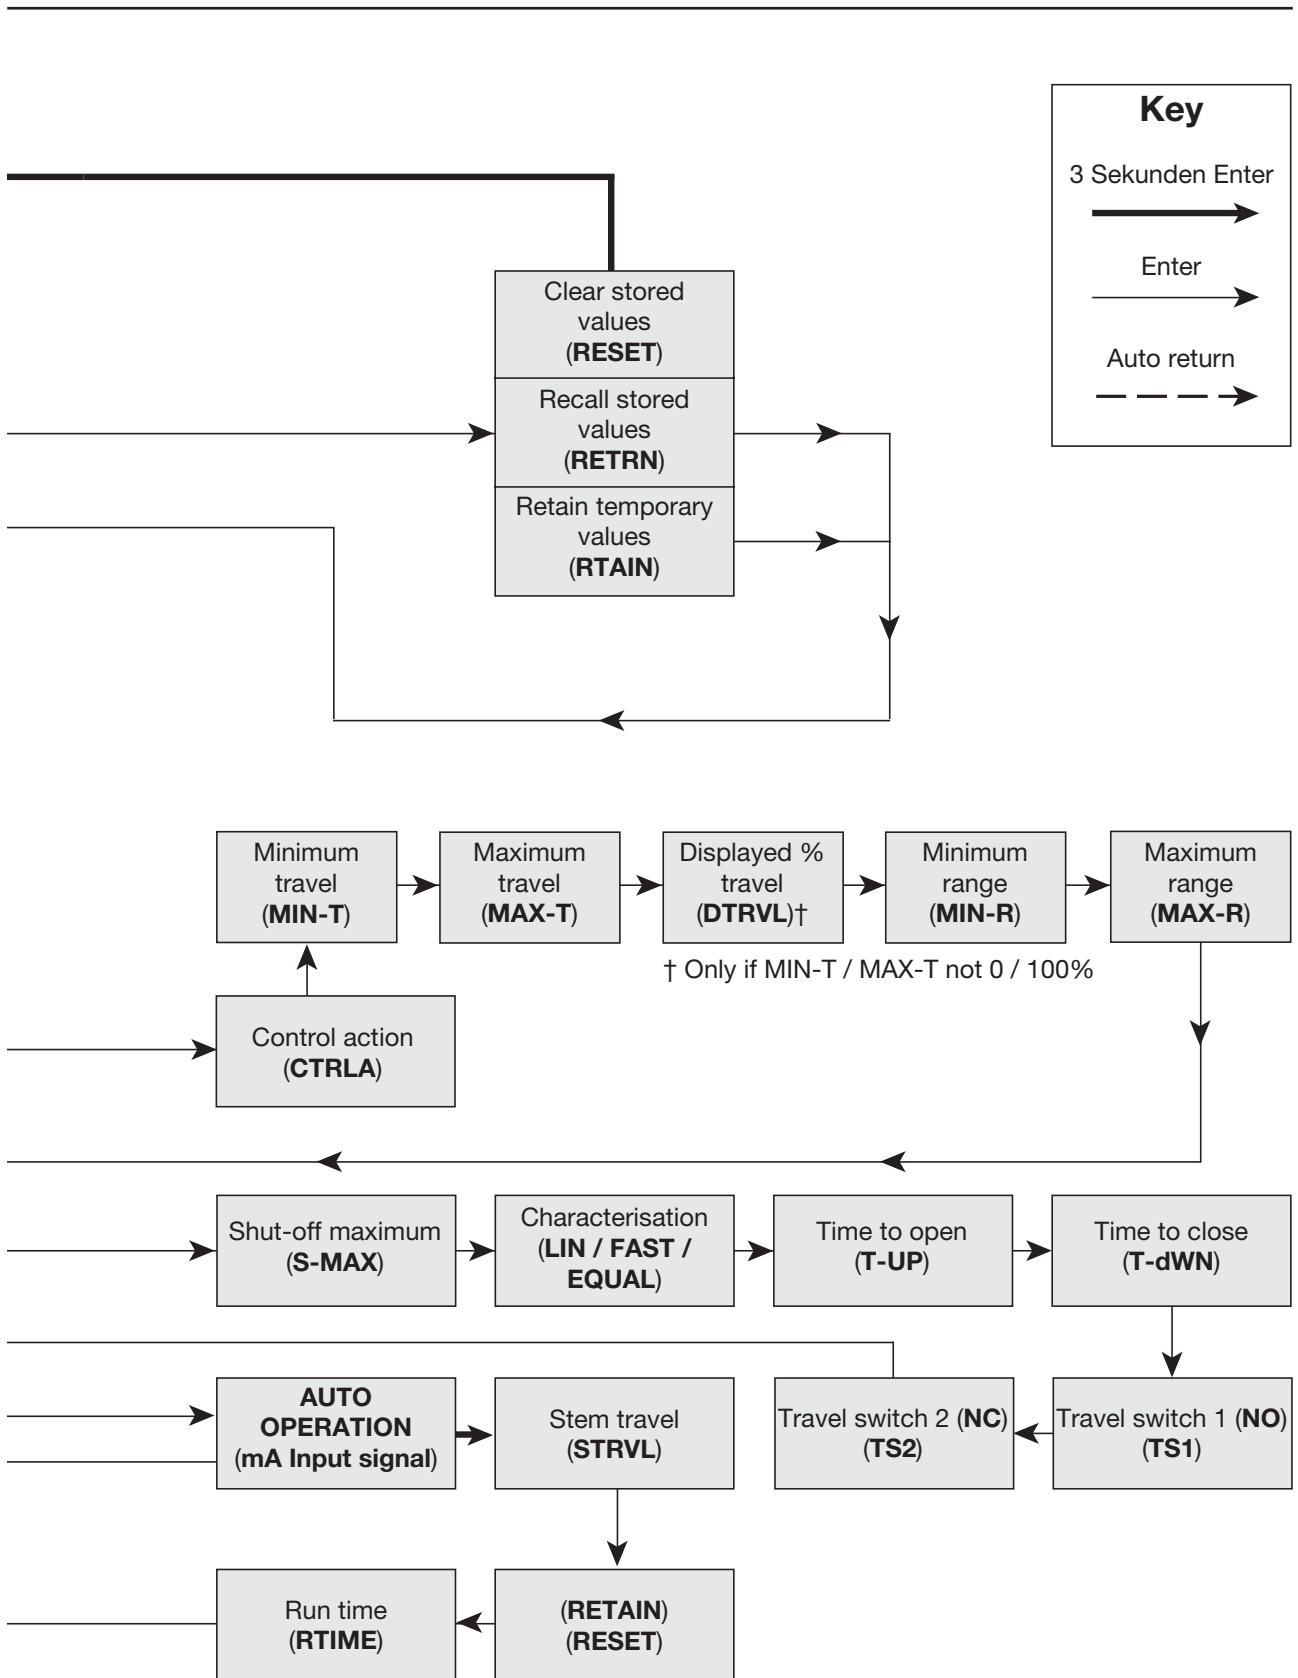 Key
3 Sekunden Enter
Enter
Auto return
Clear stored
values
(RESET)
Recall stored
values
(RETRN)
Retain temporary
values
(RTAIN)
Minimum
travel
(MIN-T)
Maximum
travel
(MAX-T)
Displayed %
travel
(DTRVL)†
Minimum
range
(MIN-R)
Maximum
range
(MAX-R)
† Only if MIN-T / MAX-T not 0 / 100%
Control action
(CTRLA)
Shut-off maximum
(S-MAX)
Characterisation
(LIN / FAST /
EQUAL)
Time to open
(T-UP)
Time to close
(T-dWN)
AUTO
OPERATION
(mA Input signal)
Stem travel
(STRVL)
Travel switch 2 (NC)
(TS2)
Travel switch 1 (NO)
(TS1)
Run time
(RTIME)
(RETAIN)
(RESET)